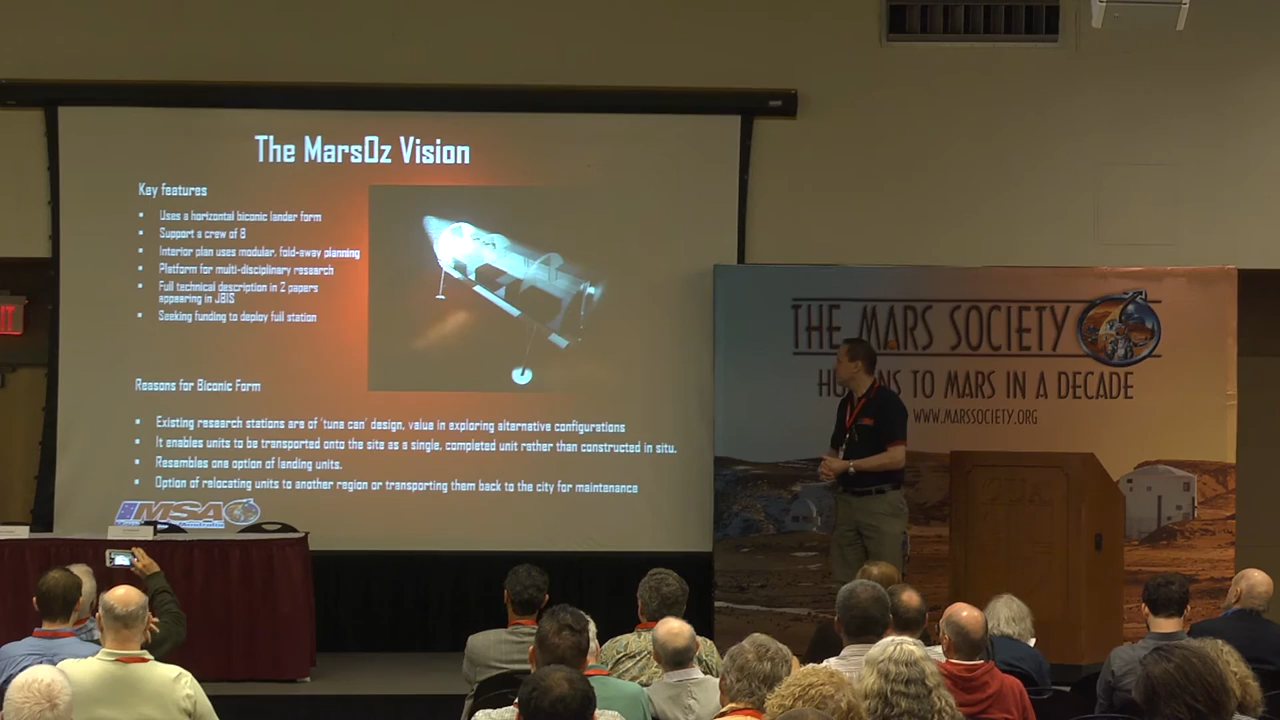 The MarsOz Vision
Key features
Uses a horizontal biconic lander form
Support a crew of 8
Interior plan uses modular, fold-away planning
Platform for multi-disciplinary research
Full technical description in 2 papers
appearing in JBIS
Seeking funding to deploy full station
Reasons for Biconic Form
Existing research stations are of 'tuna can' design, value in exploring alternative configurations
It enables units to be transported onto the site as a single, completed unit rather than constructed in situ.
Resembles one option of landing units.
Option of relocating units to another region or transporting them back to the city for maintenance
MSA
Australia
THE MARS SOCIETY
TO MARS IN A DECADE
WWW.MARSSOCIETY.ORG